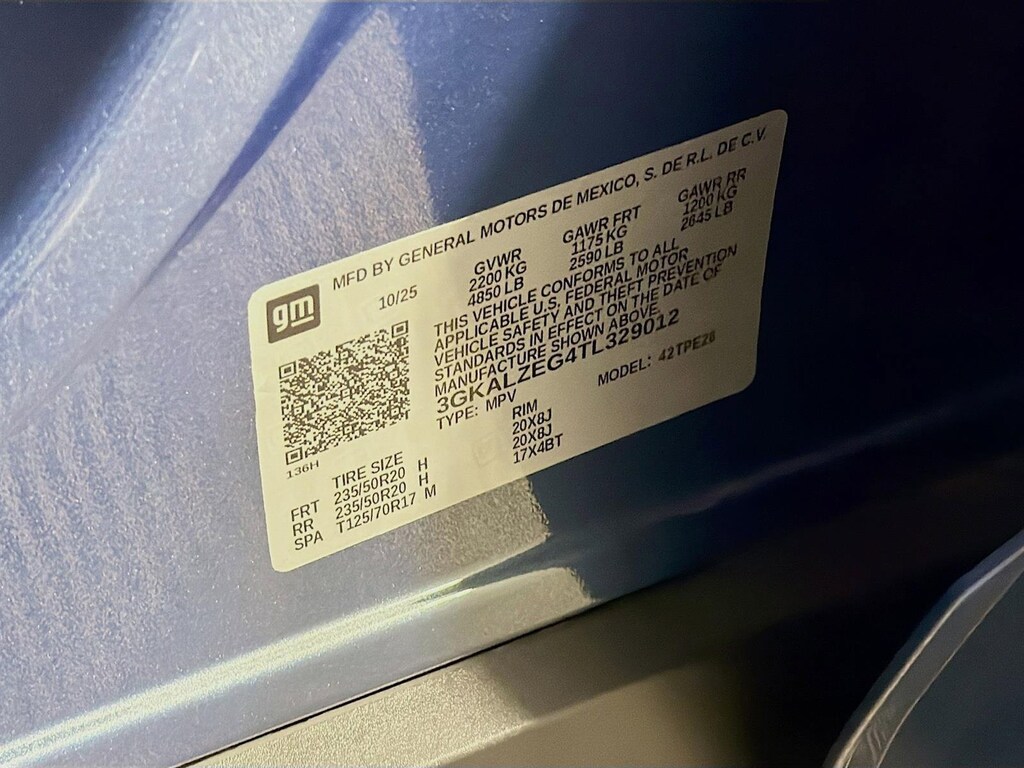 MFD BY GENERAL MOTORS DE MEXICO, S. DE R.L. DE C.V.
gm
10/25
GVWR GAWR FRT GAWR RR
2200 KG 1175 KG 1200 KG
4850 LB 2590 LB 2645 LB
THIS VEHICLE CONFORMS TO ALL
APPLICABLE U.S. FEDERAL MOTOR
VEHICLE SAFETY AND THEFT PREVENTION
STANDARDS IN EFFECT ON THE DATE OF
MANUFACTURE SHOWN ABOVE.
3GKALZEG4TL329012
TYPE: MPV MODEL: 42TPE26
136H
TIRE SIZE RIM
FRT 235/50R20 H 20X8J
RR 235/50R20 H 20X8J
SPA T125/70R17 M 17X4BT